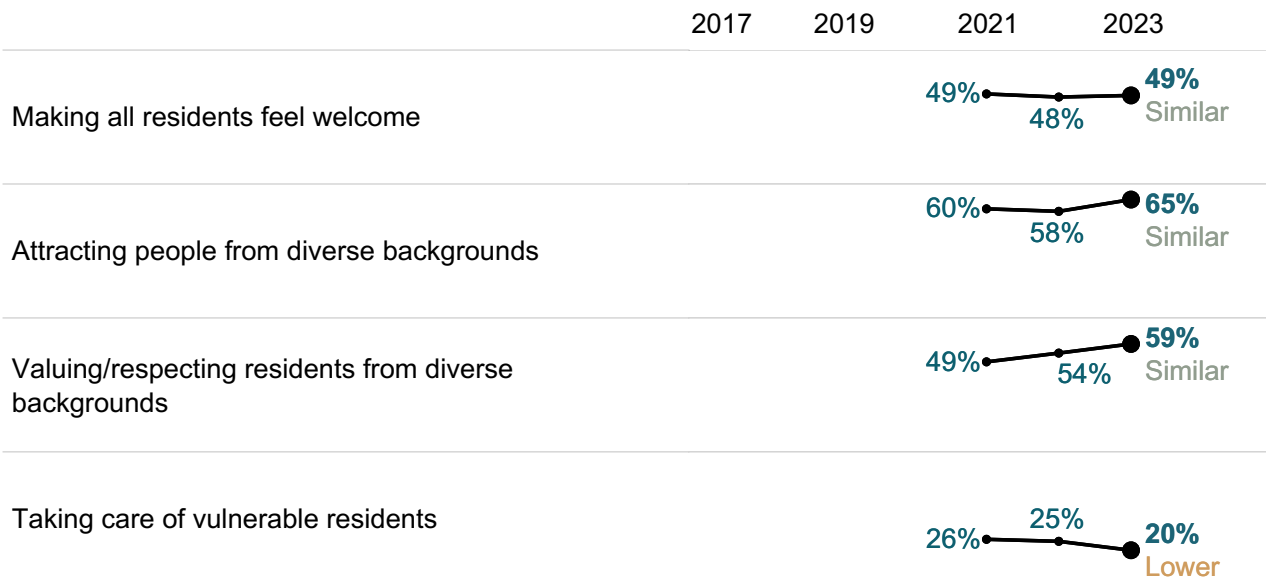 2017 2019 2021 2023
Making all residents feel welcome
49%
48%
49%
Similar
Attracting people from diverse backgrounds
60%
58%
65%
Similar
Valuing/respecting residents from diverse
backgrounds
49%
54%
59%
Similar
Taking care of vulnerable residents
26%
25%
20%
Lower